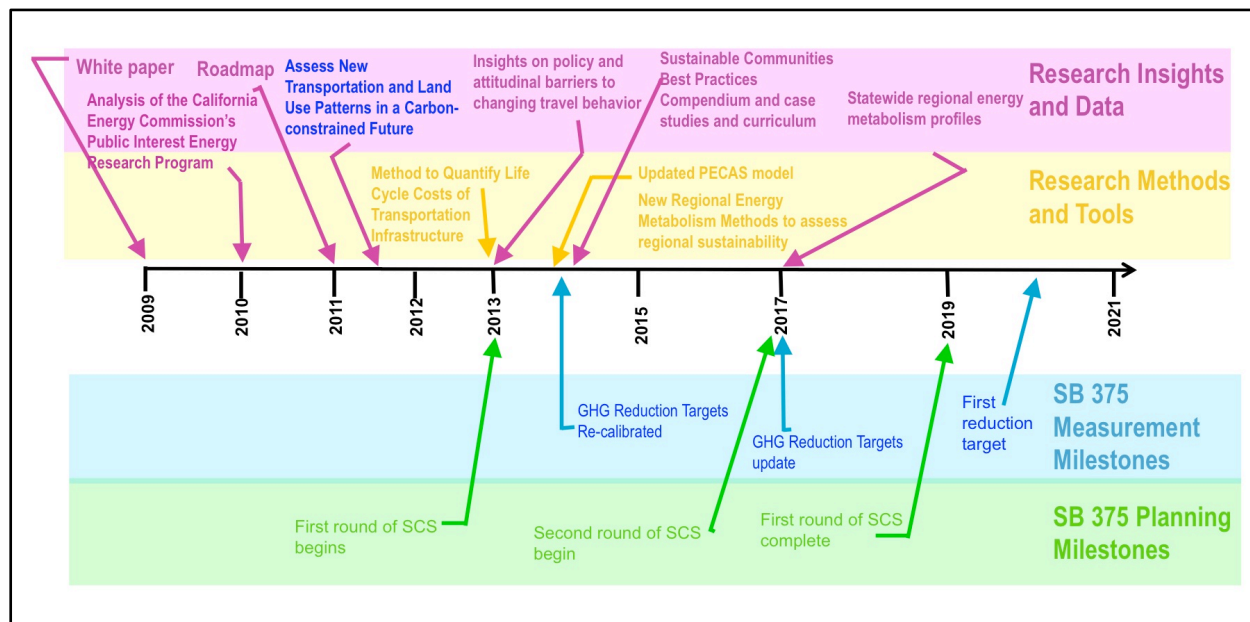 White paper
Analysis of the California
Energy Commission's
Public Interest Energy
Research Program
Roadmap
Assess New
Transportation and Land
Use Patterns in a Carbon-
constrained Future
Insights on policy and
attitudinal barriers to
changing travel behavior
Sustainable Communities
Best Practices
Compendium and case
studies and curriculum
Statewide regional energy
metabolism profiles
Research Insights
and Data
Method to Quantify Life
Cycle Costs of
Transportation
Infrastructure
Updated PECAS model
New Regional Energy
Metabolism Methods to assess
regional sustainability
Research Methods
and Tools
2009
2010
2011
2012
2013
2015
2017
2019
2021
GHG Reduction Targets
Re-calibrated
GHG Reduction Targets
update
First
reduction
target
SB 375
Measurement
Milestones
First round of SCS
begins
Second round of SCS
begin
First round of SCS
complete
SB 375 Planning
Milestones